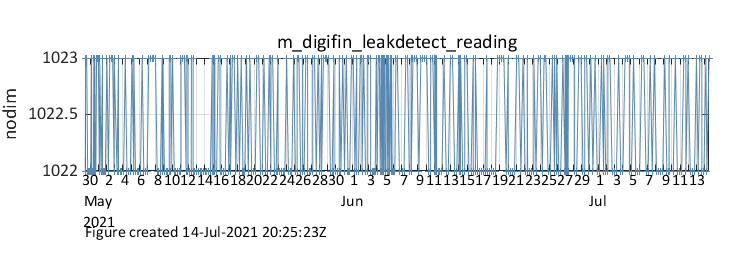 m_digifin_leakdetect_reading
1023
1022.5
1022
nodim
30 2 4 6 8 10 12 14 16 18 20 22 24 26 28 30 1 3 5 7 9 11 13 15 17 19 21 23 25 27 29 1 3 5 7 9 11 13
May Jun Jul
2021
Figure created 14-Jul-2021 20:25:23Z